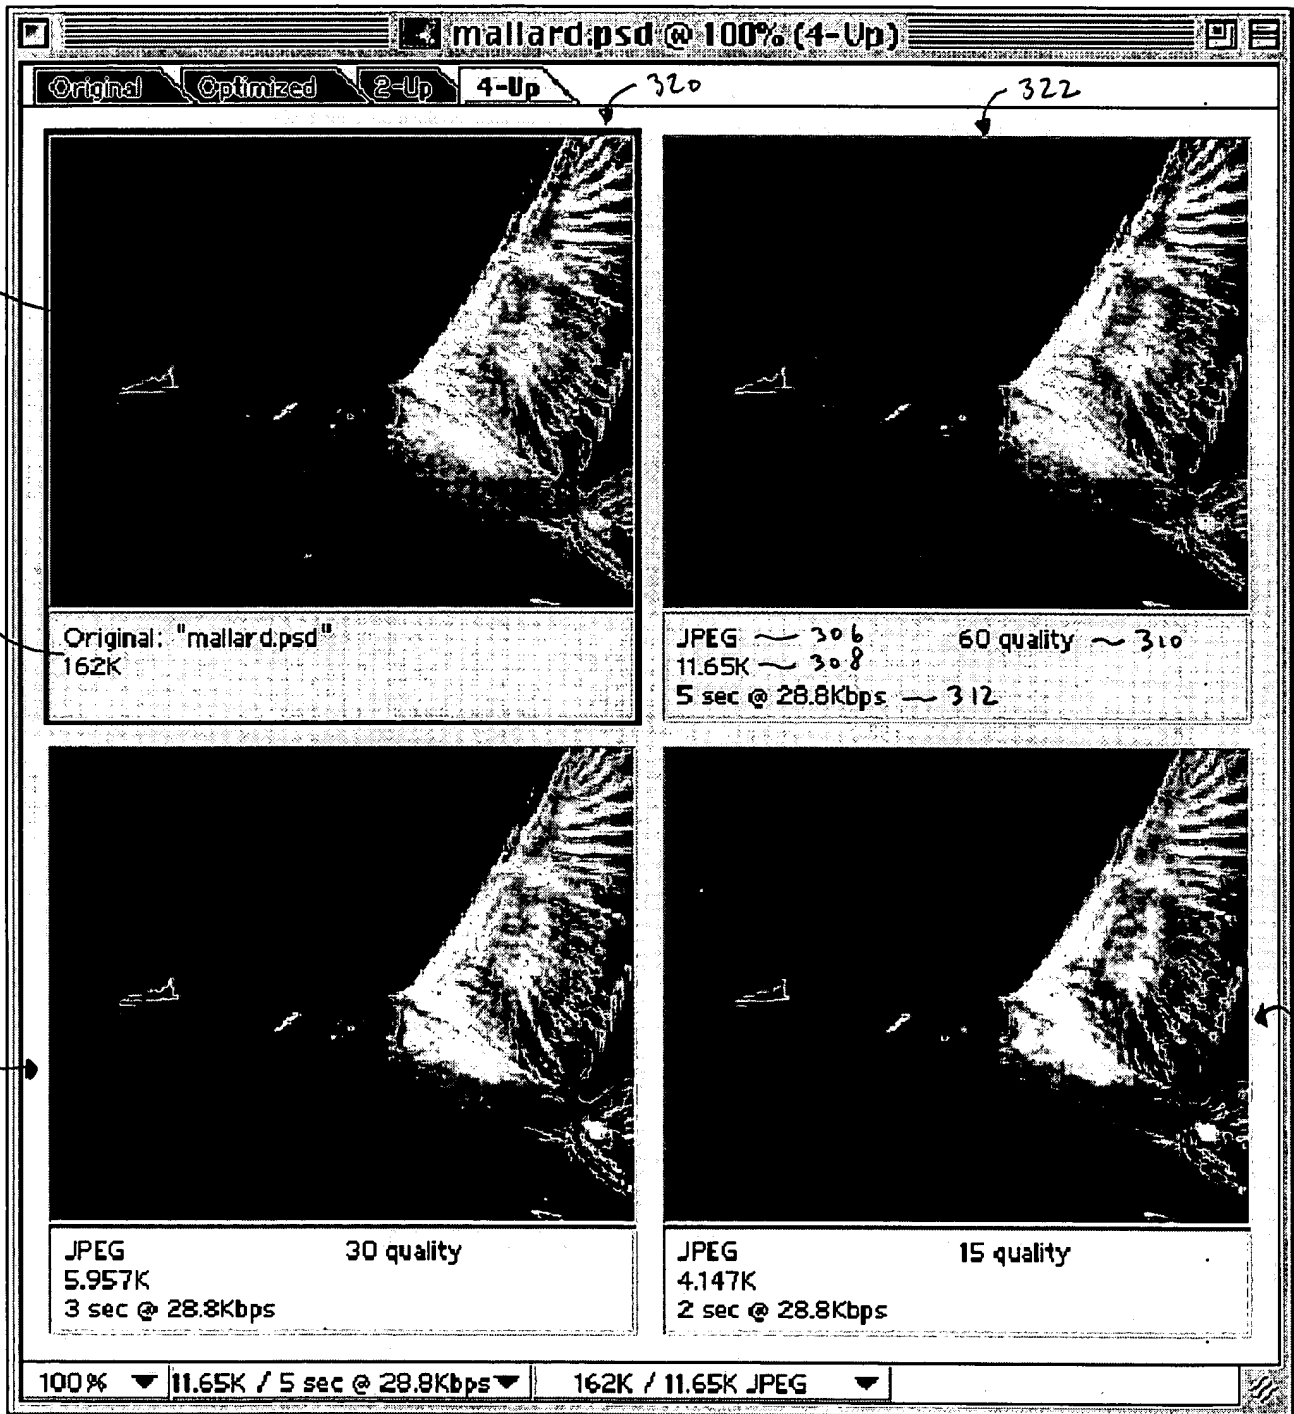 mallard.psd @ 100% (4-Up)
Original Optimized 2-Up 4-Up
320
322
Original: "mallard.psd"
162K
JPEG 306 60 quality 310
11.65K 308
5 sec @ 28.8Kbps 312
JPEG 30 quality
5.957K
3 sec @ 28.8Kbps
JPEG 15 quality
4.147K
2 sec @ 28.8Kbps
100% 11.65K / 5 sec @ 28.8Kbps 162K / 11.65K JPEG